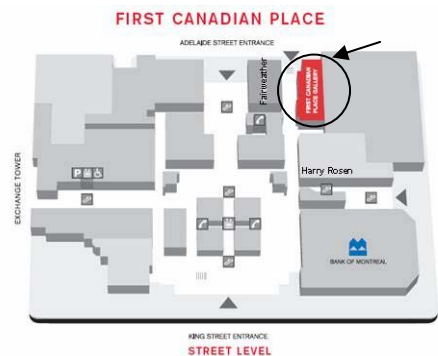 FIRST CANADIAN PLACE
ADELAIDE STREET ENTRANCE
Fairweather
FIRST CANADIAN
PLACE GALLERY
EXCHANGE TOWER
P
Harry Rosen
BANK OF MONTREAL
KING STREET ENTRANCE
STREET LEVEL